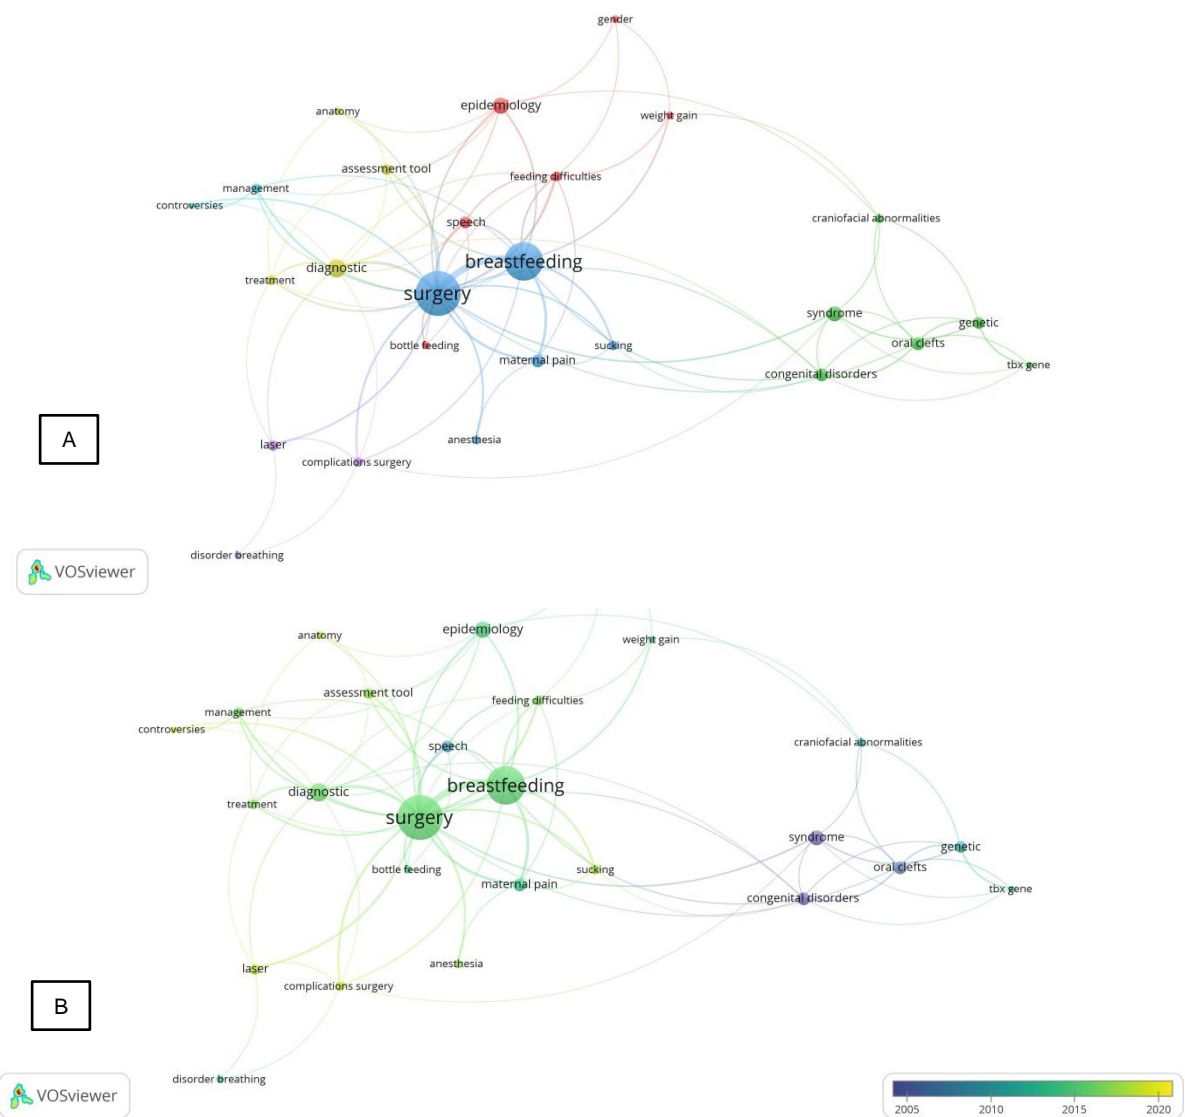 gender
epidemiology
anatomy
weight gain
assessment tool
feeding difficulties
management
controversies
speech
craniofacial abnormalities
breastfeeding
diagnostic
treatment
surgery
syndrome
genetic
oral clefts
bottle feeding
sucking
maternal pain
tbx gene
congenital disorders
A
anesthesia
laser
complications surgery
disorder breathing
VOSviewer
epidemiology
anatomy
weight gain
assessment tool
feeding difficulties
management
controversies
speech
craniofacial abnormalities
breastfeeding
diagnostic
treatment
surgery
syndrome
genetic
oral clefts
bottle feeding
sucking
maternal pain
tbx gene
congenital disorders
anesthesia
laser
complications surgery
B
disorder breathing
VOSviewer
2005 2010 2015 2020